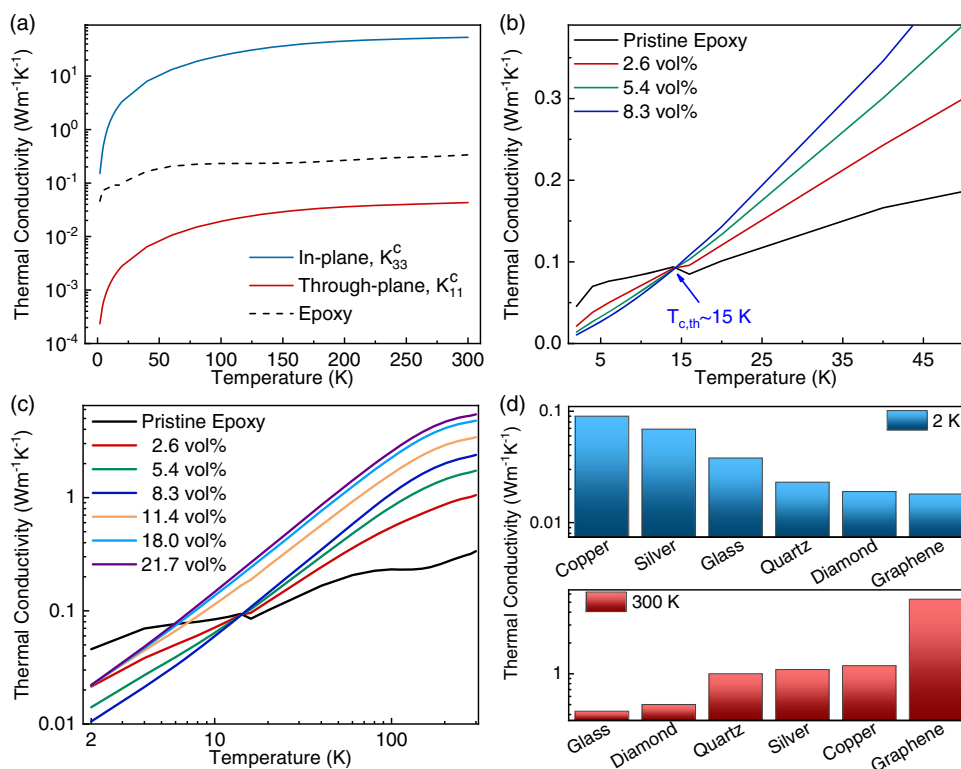 (a)
Thermal Conductivity (Wm⁻¹K⁻¹)
10¹
10⁰
10⁻¹
10⁻²
10⁻³
10⁻⁴
In-plane, K₃₃ᶜ
Through-plane, K₁₁ᶜ
Epoxy
0 50 100 150 200 250 300
Temperature (K)
(b)
Thermal Conductivity (Wm⁻¹K⁻¹)
0.3
0.2
0.1
0.0
Pristine Epoxy
2.6 vol%
5.4 vol%
8.3 vol%
T_c,th~15 K
5 15 25 35 45
Temperature (K)
(c)
Thermal Conductivity (Wm⁻¹K⁻¹)
1
0.1
0.01
Pristine Epoxy
2.6 vol%
5.4 vol%
8.3 vol%
11.4 vol%
18.0 vol%
21.7 vol%
2 10 100
Temperature (K)
(d)
Thermal Conductivity (Wm⁻¹K⁻¹)
0.1
0.01
2 K
Copper Silver Glass Quartz Diamond Graphene
300 K
1
Glass Diamond Quartz Silver Copper Graphene